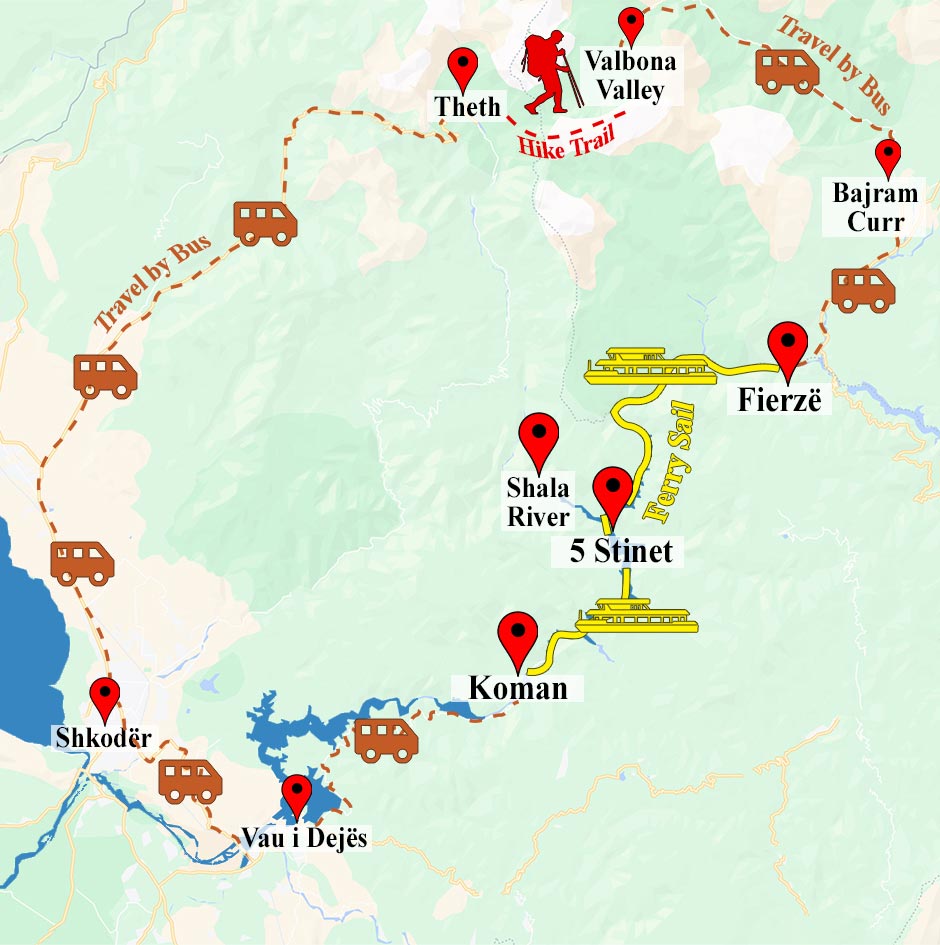 Travel by Bus
Valbona
Valley
Theth
Hike Trail
Bajram
Curr
Travel by Bus
Fierzë
Ferry Sail
Shala
River
5 Stinet
Koman
Shkodër
Vau i Dejës